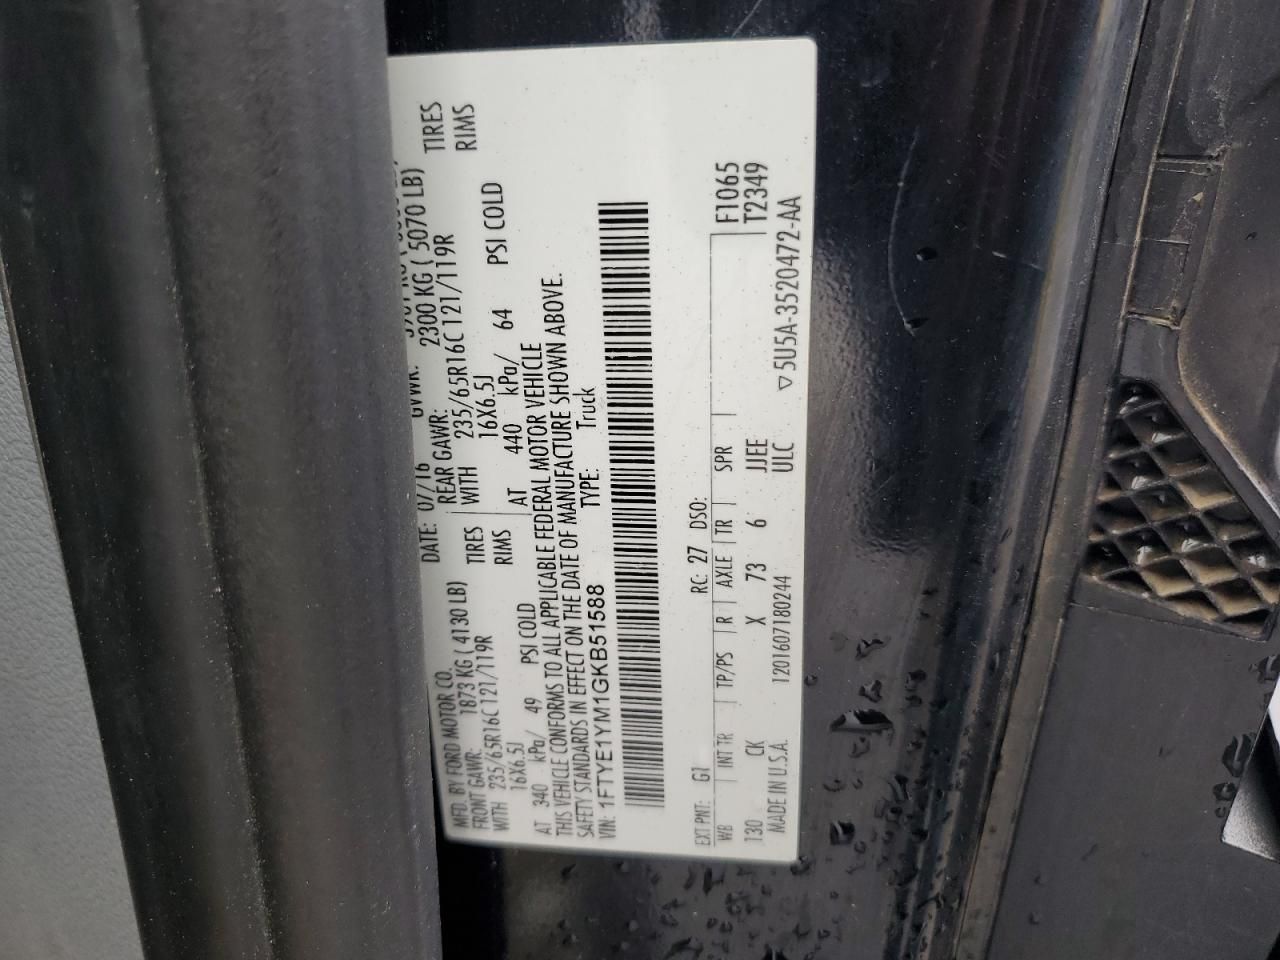 MFD. BY FORD MOTOR CO.
DATE: 07/16 GVWR:
FRONT GAWR: 1873 KG ( 4130 LB) REAR GAWR: 2300 KG ( 5070 LB)
WITH 235/65R16C 121/119R TIRES WITH 235/65R16C 121/119R TIRES
16X6.5J RIMS 16X6.5J RIMS
AT 340 kPa/ 49 PSI COLD AT 440 kPa/ 64 PSI COLD
THIS VEHICLE CONFORMS TO ALL APPLICABLE FEDERAL MOTOR VEHICLE
SAFETY STANDARDS IN EFFECT ON THE DATE OF MANUFACTURE SHOWN ABOVE.
VIN: 1FTYE1YM1GKB51588 TYPE: Truck
EXT PNT: G1 RC: 27 DSO: F1065
WB INT TR TP/PS R AXLE TR SPR T2349
130 CK X 73 6 JJEE
MADE IN U.S.A. 1201607180244 ULC ▽5U5A-3520472-AA